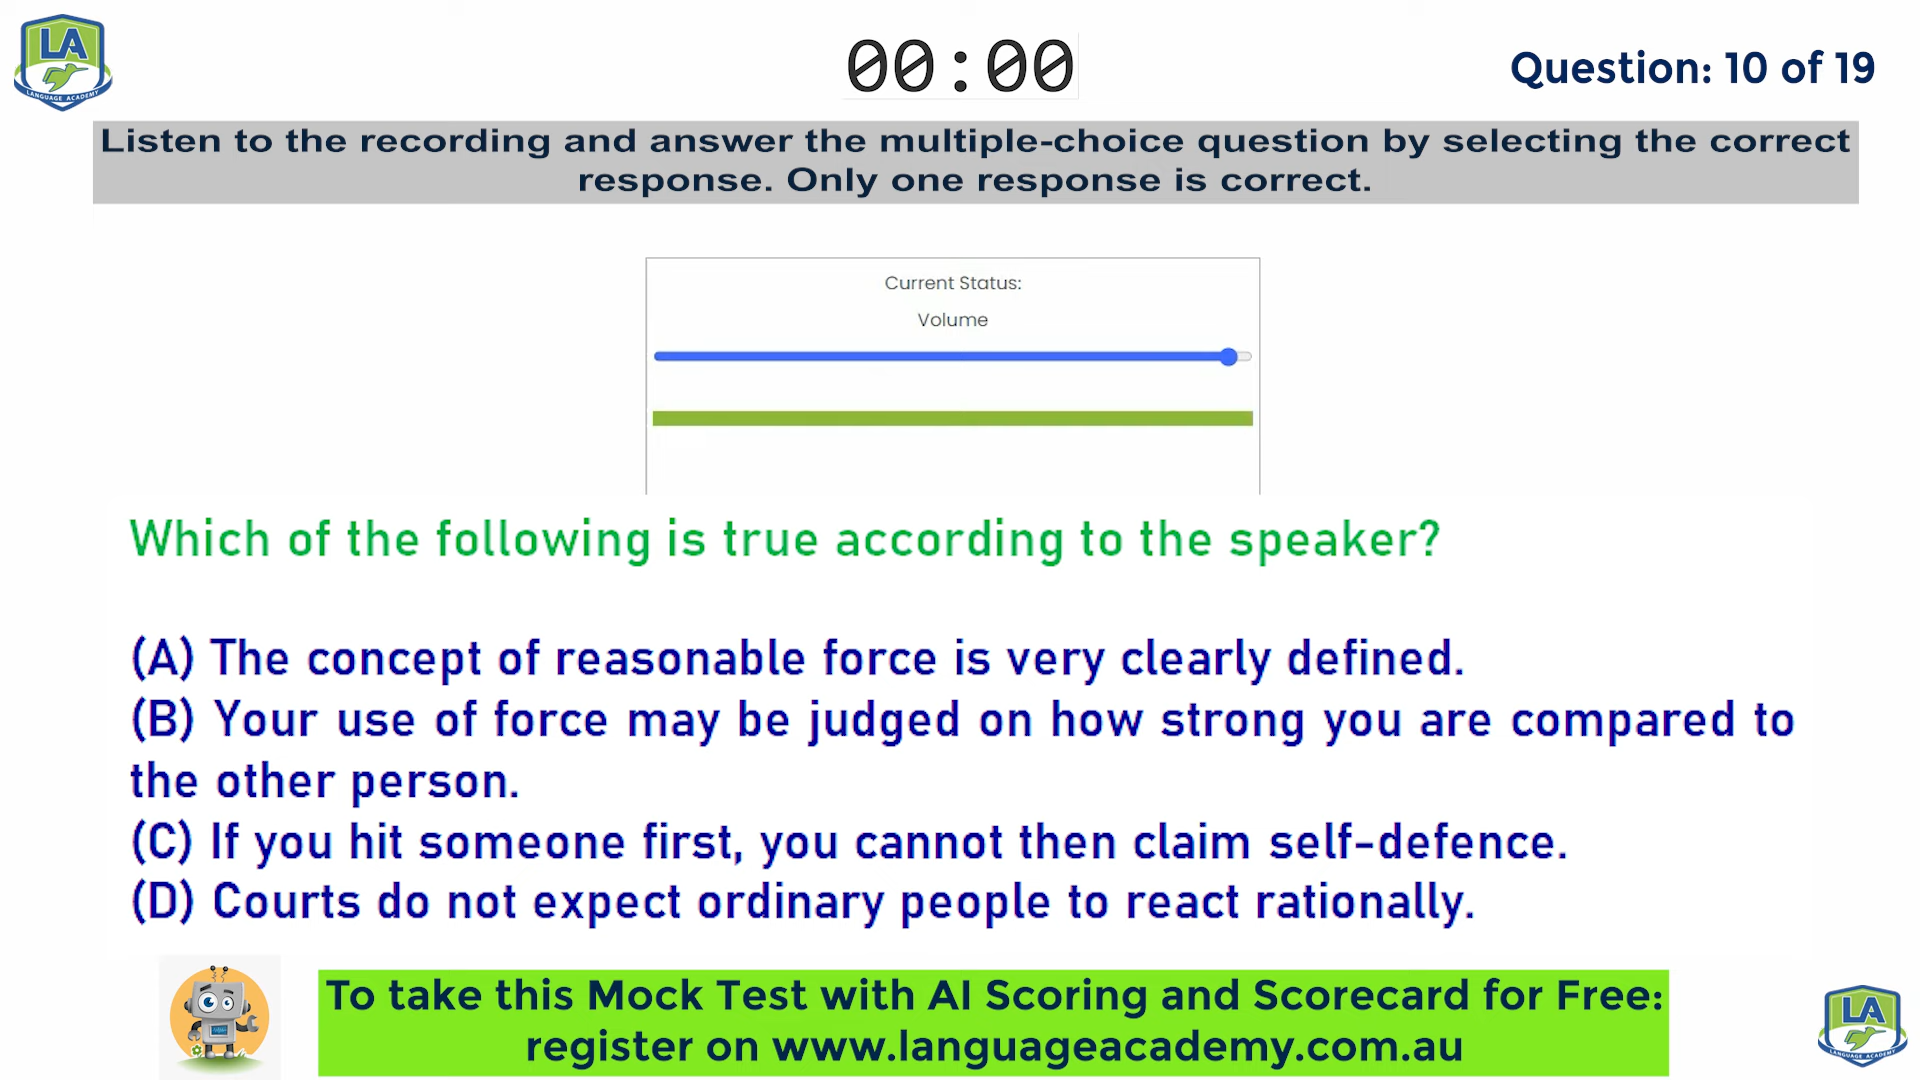 LA
LANGUAGE ACADEMY
00:00
Question: 10 of 19
Listen to the recording and answer the multiple-choice question by selecting the correct
response. Only one response is correct.
Current Status:
Volume
Which of the following is true according to the speaker?
(A) The concept of reasonable force is very clearly defined.
(B) Your use of force may be judged on how strong you are compared to
the other person.
(C) If you hit someone first, you cannot then claim self-defence.
(D) Courts do not expect ordinary people to react rationally.
To take this Mock Test with AI Scoring and Scorecard for Free:
register on www.languageacademy.com.au
LA
LANGUAGE ACADEMY